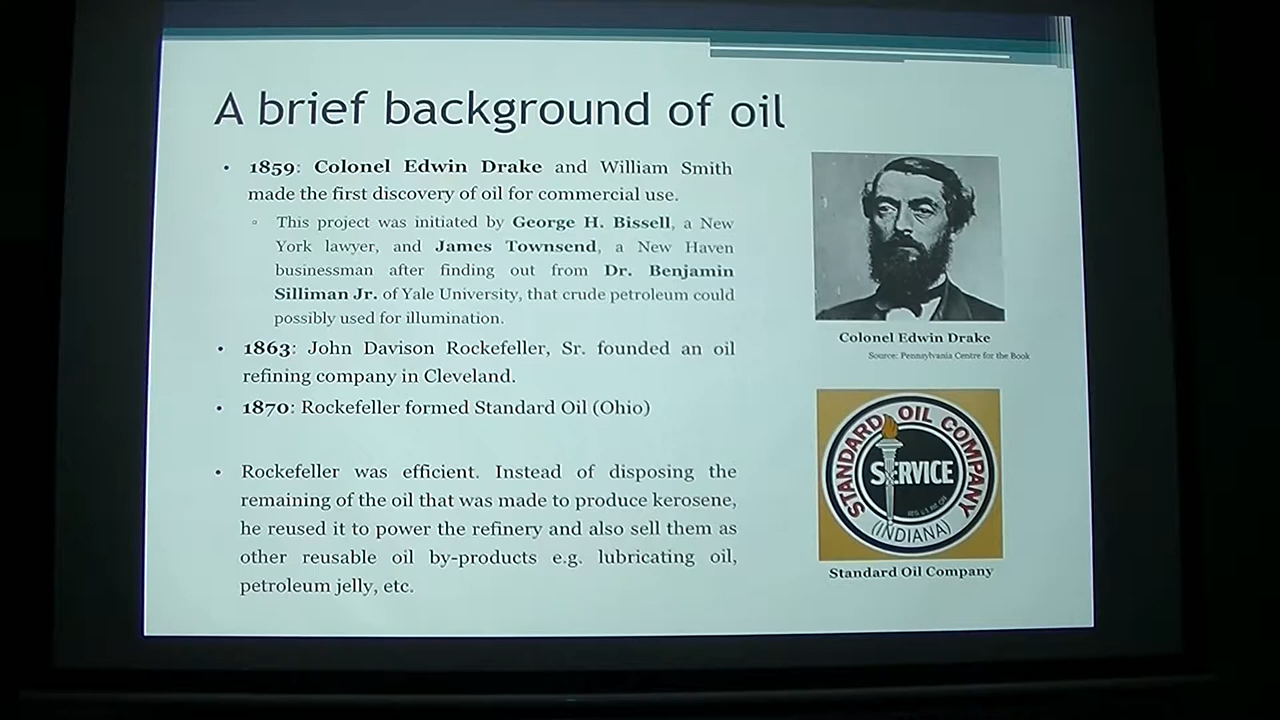 A brief background of oil
• 1859: Colonel Edwin Drake and William Smith
made the first discovery of oil for commercial use.
▫ This project was initiated by George H. Bissell, a New
York lawyer, and James Townsend, a New Haven
businessman after finding out from Dr. Benjamin
Silliman Jr. of Yale University, that crude petroleum could
possibly used for illumination.
• 1863: John Davison Rockefeller, Sr. founded an oil
refining company in Cleveland.
• 1870: Rockefeller formed Standard Oil (Ohio)
• Rockefeller was efficient. Instead of disposing the
remaining of the oil that was made to produce kerosene,
he reused it to power the refinery and also sell them as
other reusable oil by-products e.g. lubricating oil,
petroleum jelly, etc.
Colonel Edwin Drake
Source: Pennsylvania Centre for the Book
STANDARD OIL COMPANY
SERVICE
(INDIANA)
Standard Oil Company